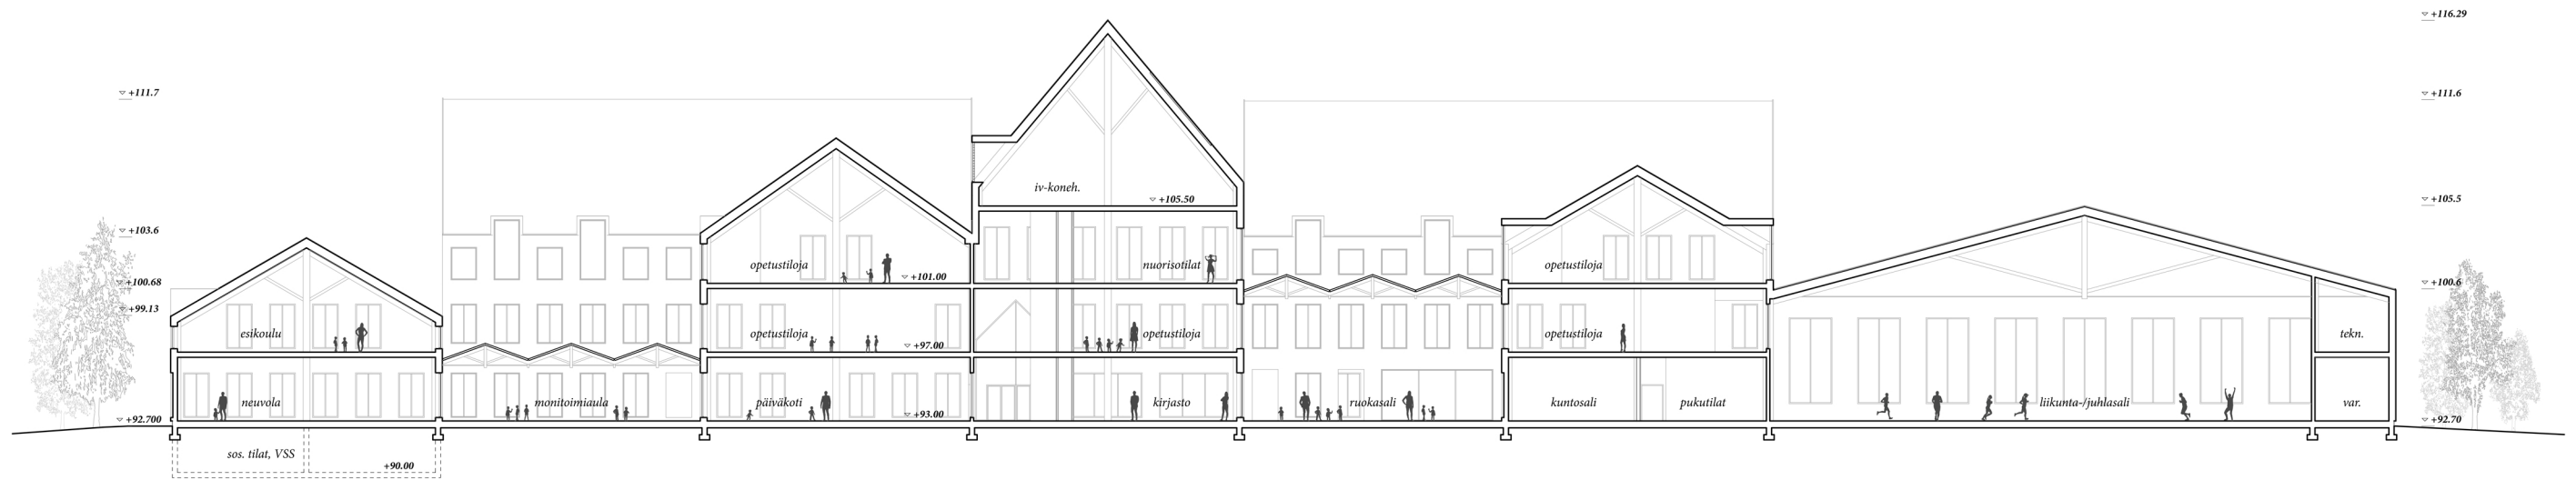 +116.29
+111.7
+111.6
iv-koneh.
+105.50
+105.5
+103.6
opetustiloja
+101.00
nuorisotilat
opetustiloja
+100.68
+100.6
+99.13
esikoulu
opetustiloja
+97.00
opetustiloja
opetustiloja
tekn.
neuvola
monitoimiaula
päiväkoti
+93.00
kirjasto
ruokasali
kuntosali
pukutilat
liikunta-/juhlasali
var.
+92.700
+92.70
sos. tilat, VSS
+90.00